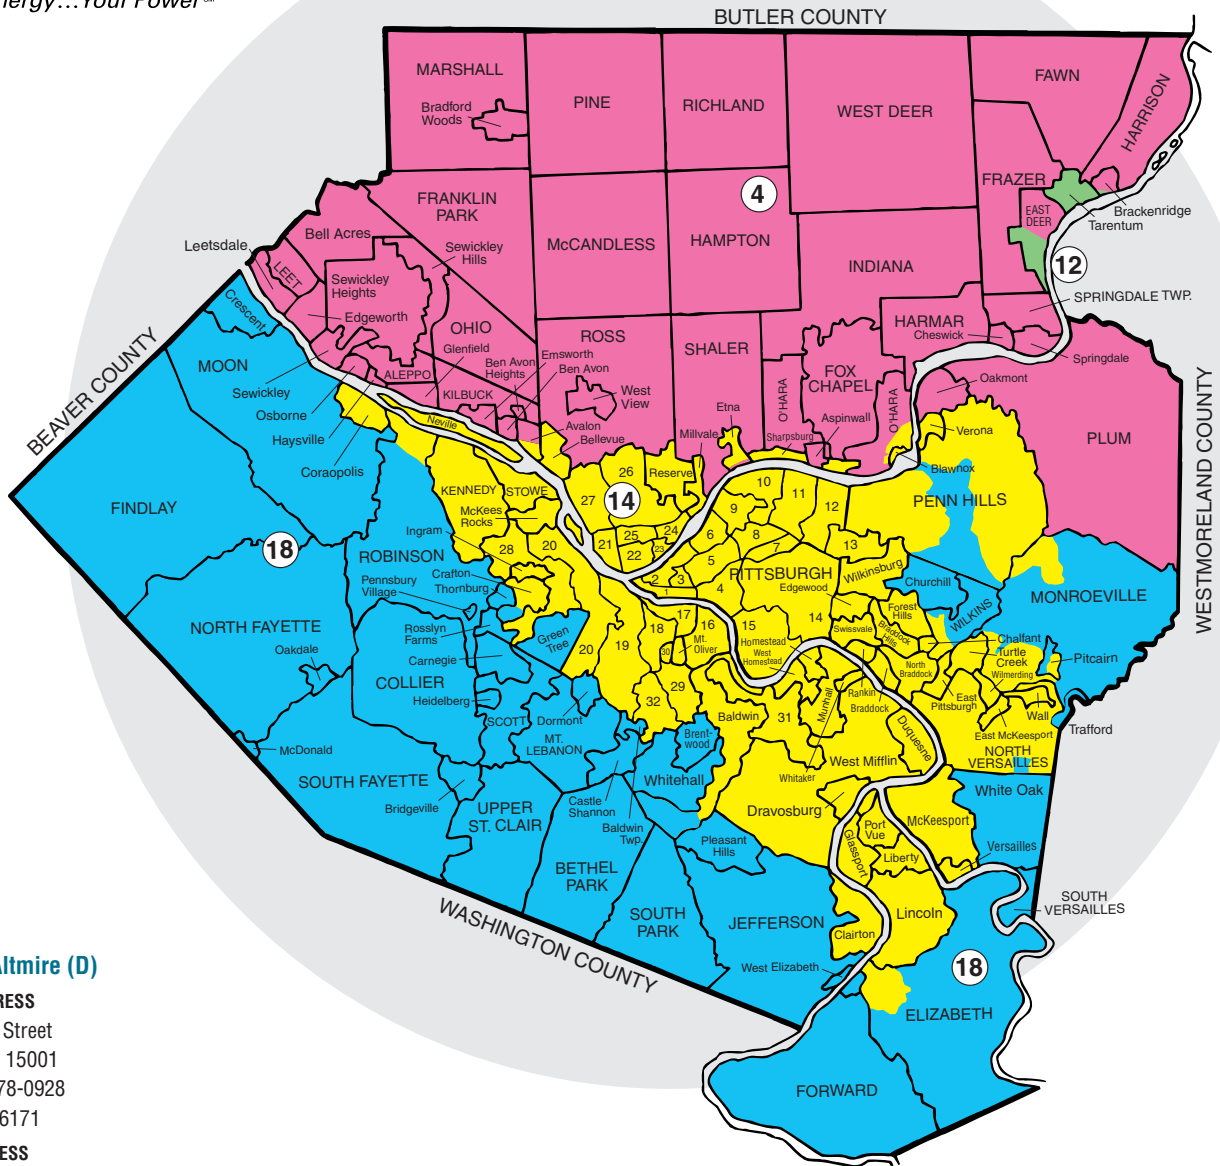 nergy…Your Power℠
BUTLER COUNTY
MARSHALL
Bradford
Woods
PINE
RICHLAND
WEST DEER
FAWN
HARRISON
FRAZER
EAST
DEER
Brackenridge
Tarentum
4
12
FRANKLIN
PARK
Bell Acres
Leetsdale
LEET
Sewickley
Hills
Sewickley
Heights
Edgeworth
McCANDLESS
HAMPTON
INDIANA
SPRINGDALE TWP.
HARMAR
Cheswick
Springdale
Crescent
MOON
Sewickley
Osborne
Haysville
Coraopolis
OHIO
Glenfield
ALEPPO
KILBUCK
Ben Avon
Heights
Emsworth
Ben Avon
ROSS
West
View
Avalon
Bellevue
SHALER
Etna
Millvale
O'HARA
FOX
CHAPEL
Aspinwall
Sharpsburg
O'HARA
Oakmont
Verona
Blawnox
PLUM
BEAVER COUNTY
WESTMORELAND COUNTY
Neville
FINDLAY
18
KENNEDY
STOWE
McKees
Rocks
Ingram
26
Reserve
27
14
10
11
12
9
PENN HILLS
25
24
21
22
23
6
8
7
13
5
28
20
ROBINSON
Crafton
Thornburg
Pennsbury
Village
Rosslyn
Farms
Carnegie
Heidelberg
Green
Tree
PITTSBURGH
Edgewood
Wilkinsburg
Churchill
WILKINS
MONROEVILLE
2
3
1
4
14
Forest
Hills
Swissvale
Braddock
Hills
Chalfant
Turtle
Creek
Wilmerding
Pitcairn
NORTH FAYETTE
Oakdale
COLLIER
17
18
16
15
19
20
30
Mt.
Oliver
Homestead
West
Homestead
North
Braddock
Rankin
Braddock
East
Pittsburgh
Wall
East McKeesport
NORTH
VERSAILLES
Trafford
29
32
31
Munhall
Baldwin
Duquesne
West Mifflin
Whitaker
Dravosburg
SCOTT
Dormont
MT.
LEBANON
Brent-
wood
Whitehall
McDonald
SOUTH FAYETTE
Bridgeville
UPPER
ST. CLAIR
Castle
Shannon
Baldwin
Twp.
Pleasant
Hills
BETHEL
PARK
SOUTH
PARK
JEFFERSON
White Oak
McKeesport
Port
Vue
Glassport
Liberty
Versailles
SOUTH
VERSAILLES
Lincoln
Clairton
West Elizabeth
18
ELIZABETH
FORWARD
WASHINGTON COUNTY
Altmire (D)
RESS
Street
15001
78-0928
6171
ESS